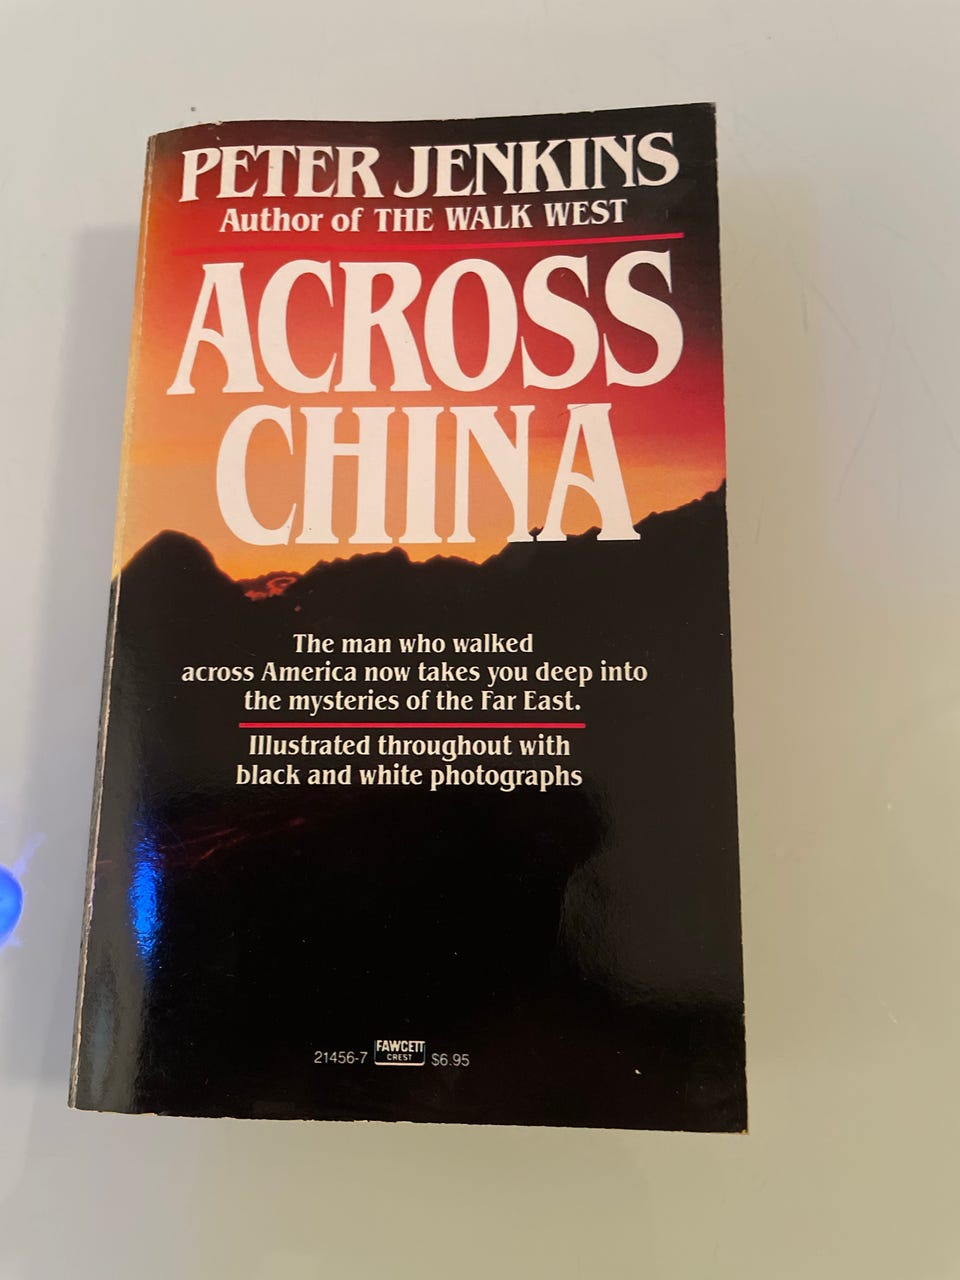 PETER JENKINS
Author of THE WALK WEST
ACROSS
CHINA
The man who walked
across America now takes you deep into
the mysteries of the Far East.
Illustrated throughout with
black and white photographs
21456-7 FAWCETT CREST $6.95